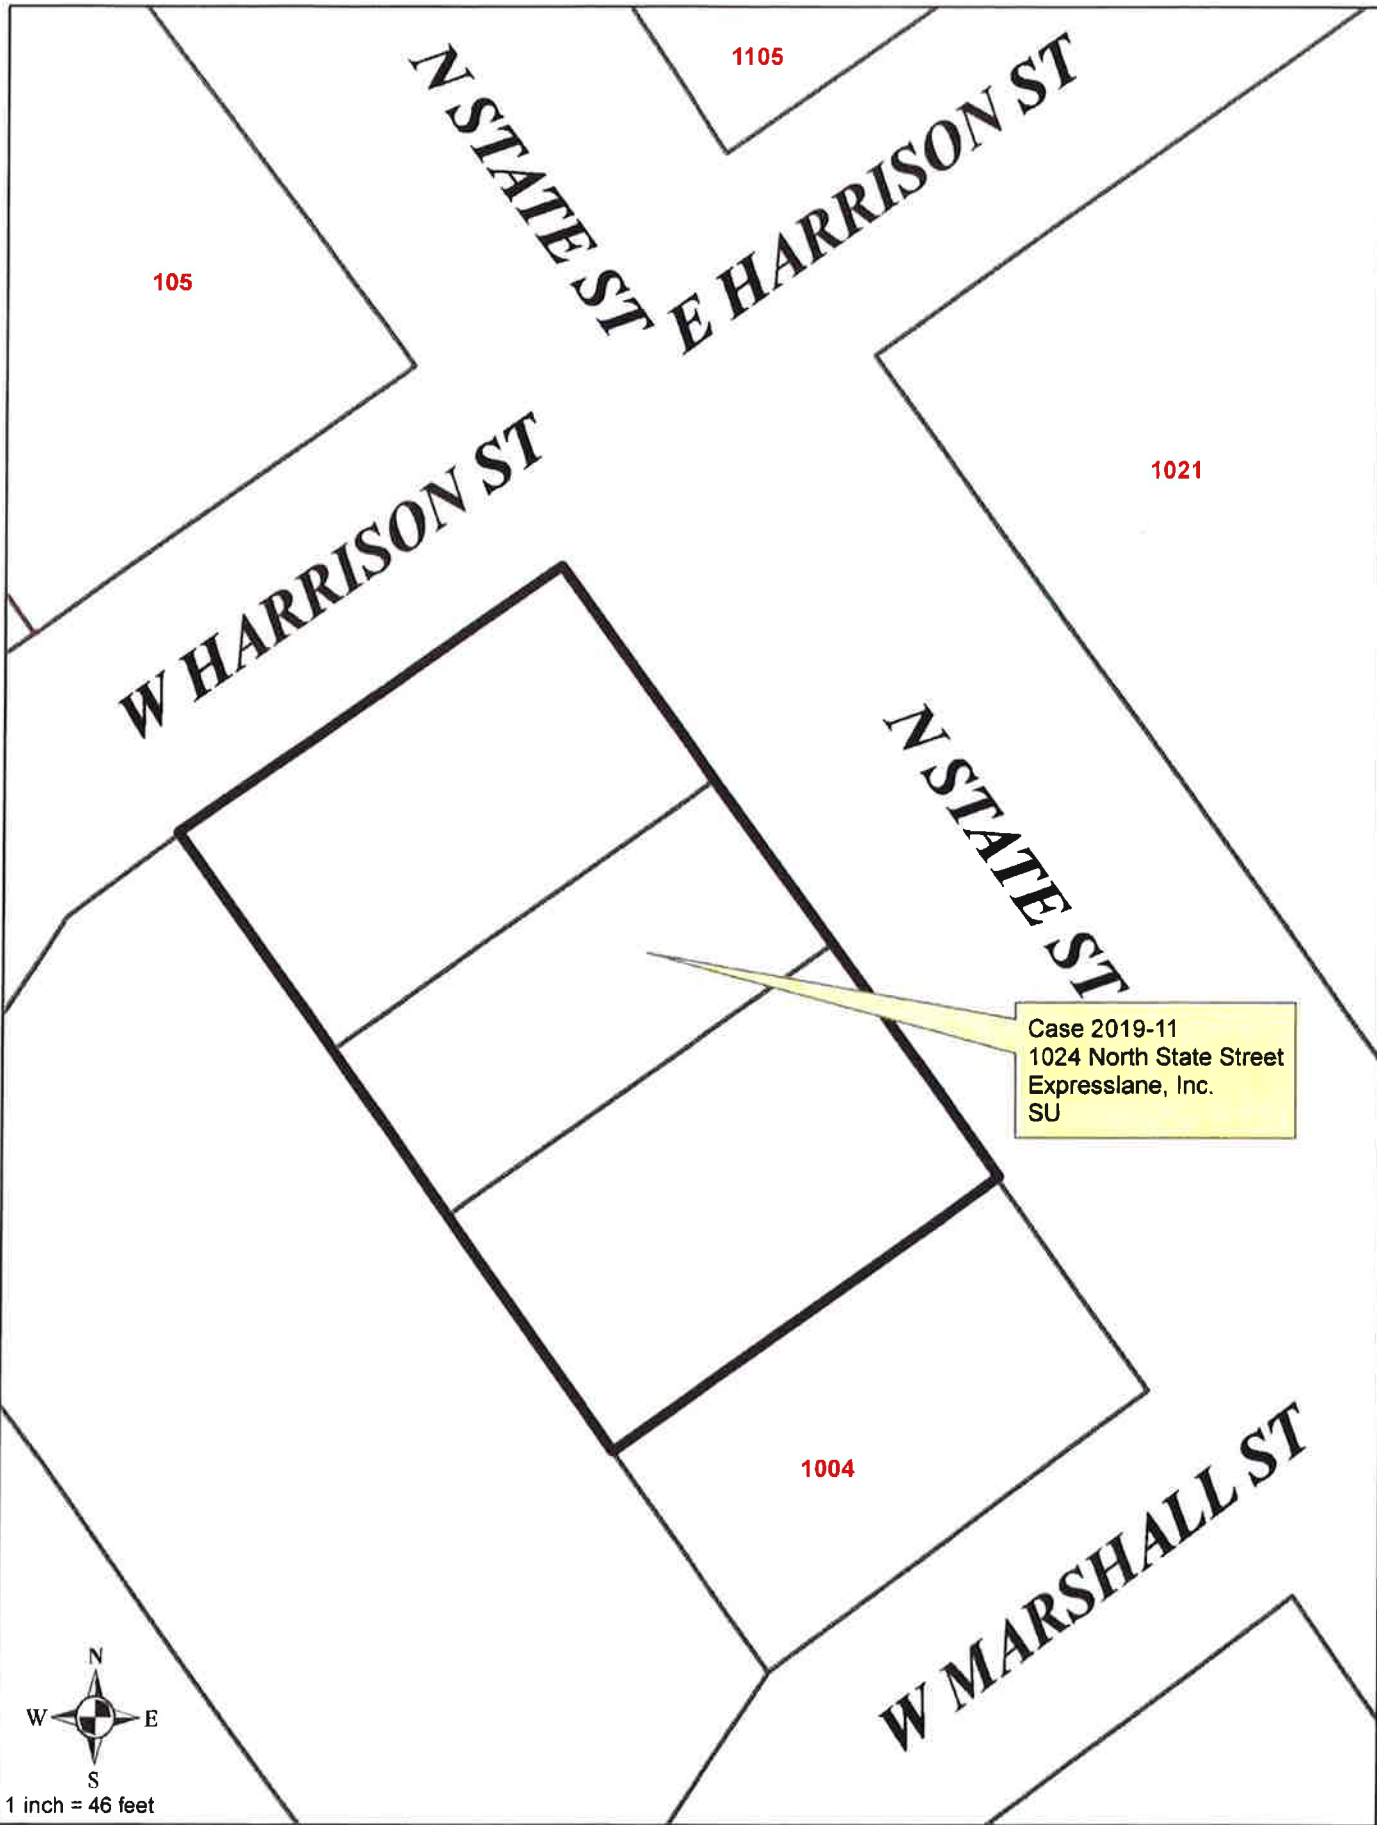 1105
N STATE ST
E HARRISON ST
105
1021
W HARRISON ST
N STATE ST
Case 2019-11
1024 North State Street
Expresslane, Inc.
SU
1004
W MARSHALL ST
N
W E
S
1 inch = 46 feet